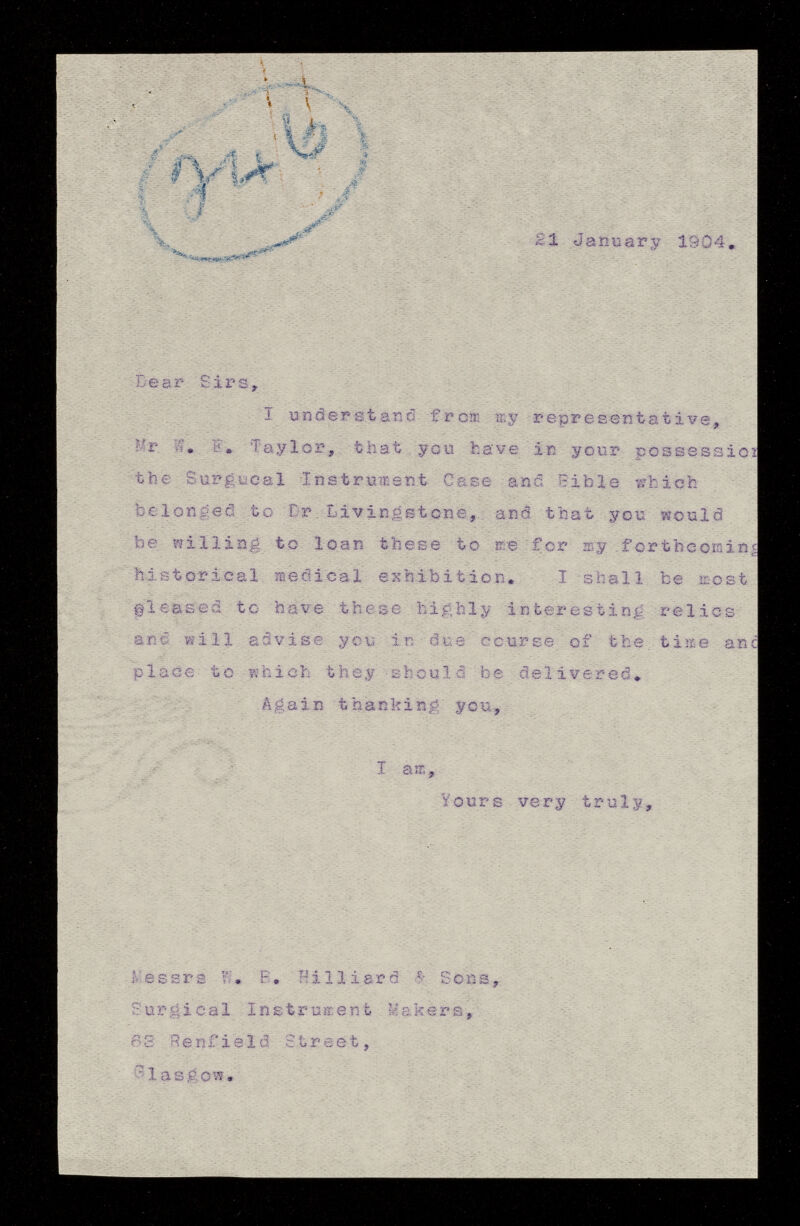 246
21 January 1904.
Dear Sirs,
I understand from my representative,
Mr W. E. Taylor, that you have in your possession
the Surgucal Instrument Case and Bible which
belonged to Dr Livingstone, and that you would
be willing to loan these to me for my forthcoming
historical medical exhibition. I shall be most
pleased to have these highly interesting relics
and will advise you in due course of the time and
place to which they should be delivered.
Again thanking you,
I am,
Yours very truly,
Messrs W. B. Hilliard & Sons,
Surgical Instrument Makers,
Renfield Street,
Glasgow.